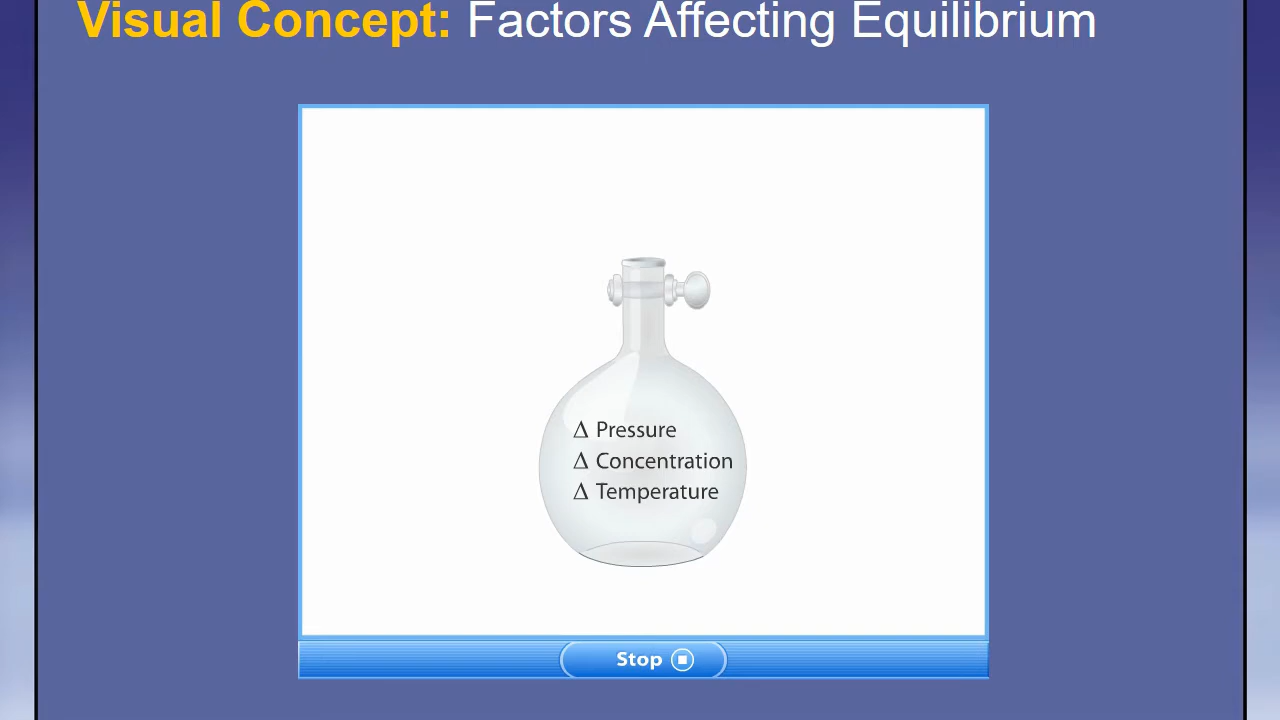 Visual Concept: Factors Affecting Equilibrium
Δ Pressure
Δ Concentration
Δ Temperature
Stop